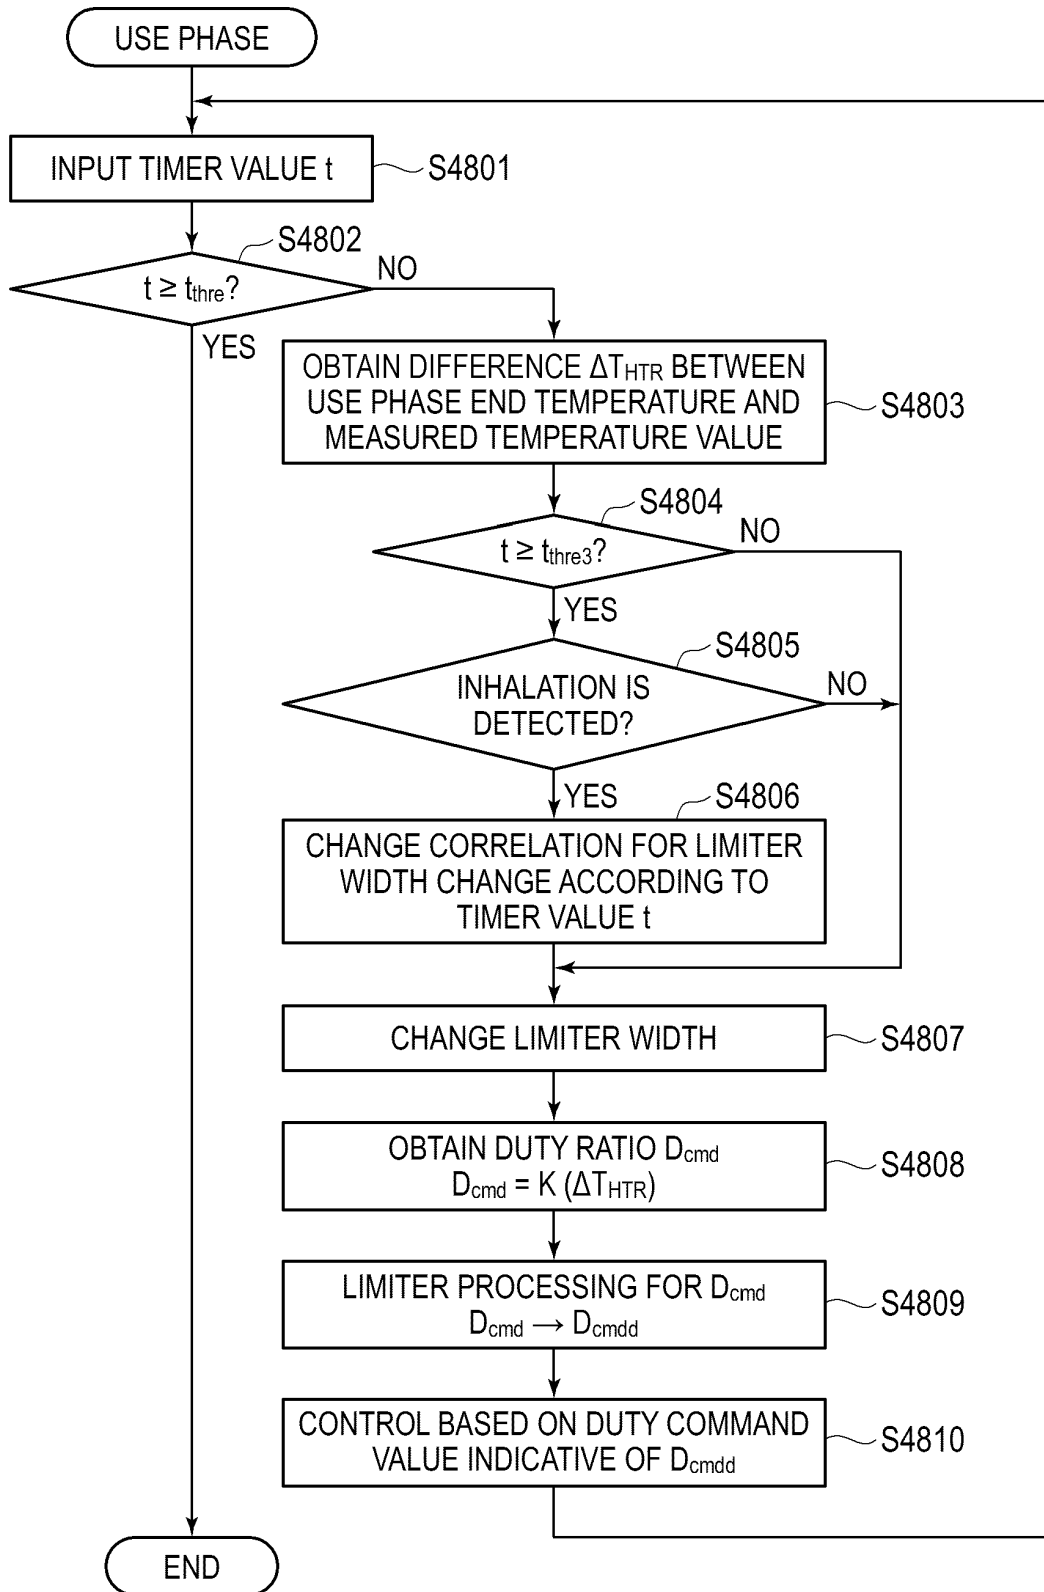 USE PHASE
INPUT TIMER VALUE t
S4801
S4802
t ≥ tthre?
NO
YES
OBTAIN DIFFERENCE ΔTHTR BETWEEN
USE PHASE END TEMPERATURE AND
MEASURED TEMPERATURE VALUE
S4803
S4804
t ≥ tthre3?
NO
YES
S4805
INHALATION IS
DETECTED?
NO
YES
S4806
CHANGE CORRELATION FOR LIMITER
WIDTH CHANGE ACCORDING TO
TIMER VALUE t
CHANGE LIMITER WIDTH
S4807
OBTAIN DUTY RATIO Dcmd
Dcmd = K (ΔTHTR)
S4808
LIMITER PROCESSING FOR Dcmd
Dcmd → Dcmdd
S4809
CONTROL BASED ON DUTY COMMAND
VALUE INDICATIVE OF Dcmdd
S4810
END